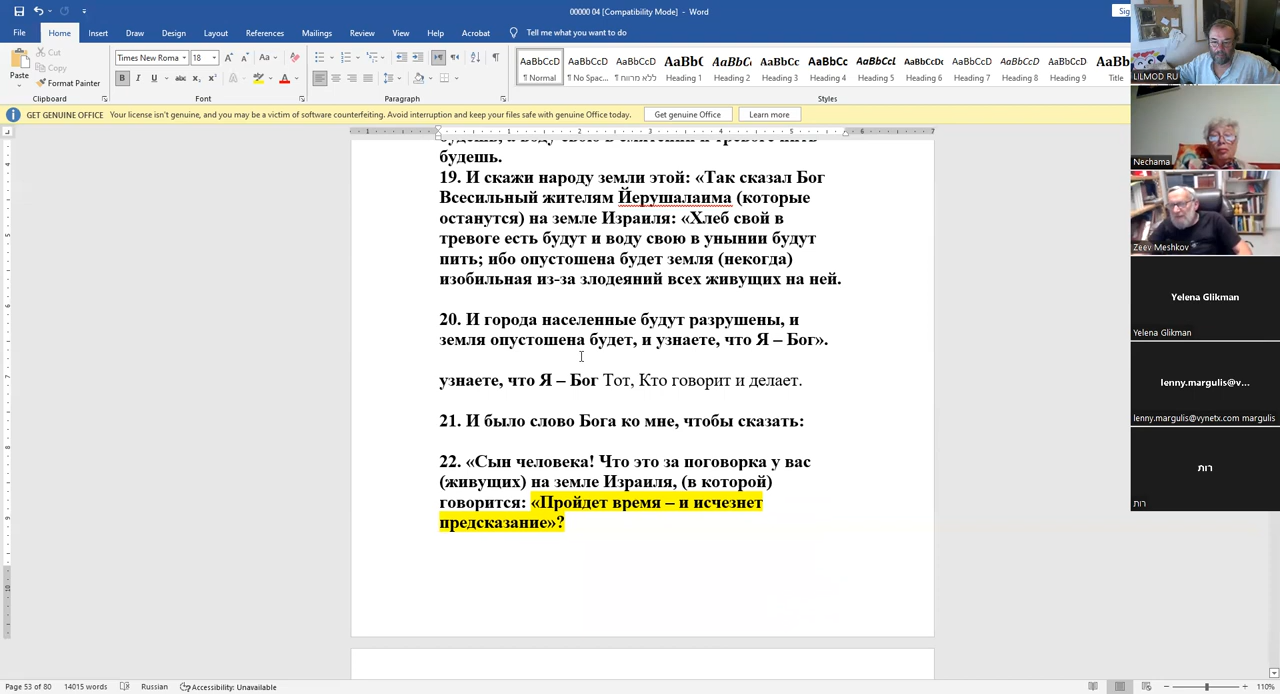 00000 04 [Compatibility Mode] - Word
Sig
File Home Insert Draw Design Layout References Mailings Review View Help Acrobat Tell me what you want to do
Paste
Cut
Copy
Format Painter
Clipboard
Times New Roma 18
Font
Paragraph
AaBbCcD
¶ Normal
AaBbCcD
¶ No Spac...
AaBbCcD
ללא מרווח ¶
AaBbC
Heading 1
AaBbC
Heading 2
AaBbC
Heading 3
AaBbCc
Heading 4
AaBbCcL
Heading 5
AaBbCcDc
Heading 6
AaBbCcD
Heading 7
AaBbCcD
Heading 8
AaBbCcD
Heading 9
AaB
Title
Styles
GET GENUINE OFFICE Your license isn't genuine, and you may be a victim of software counterfeiting. Avoid interruption and keep your files safe with genuine Office today. Get genuine Office Learn more
будешь.
19. И скажи народу земли этой: «Так сказал Бог
Всесильный жителям Йерушалаима (которые
останутся) на земле Израиля: «Хлеб свой в
тревоге есть будут и воду свою в унынии будут
пить; ибо опустошена будет земля (некогда)
изобильная из-за злодеяний всех живущих на ней.
20. И города населенные будут разрушены, и
земля опустошена будет, и узнаете, что Я – Бог».
узнаете, что Я – Бог Тот, Кто говорит и делает.
21. И было слово Бога ко мне, чтобы сказать:
22. «Сын человека! Что это за поговорка у вас
(живущих) на земле Израиля, (в которой)
говорится: «Пройдет время – и исчезнет
предсказание»?
LILMOD RU
Nechama
Zeev Meshkov
Yelena Glikman
Yelena Glikman
lenny.margulis@v...
lenny.margulis@vynetx.com margulis
רות
רות
Page 53 of 80 14015 words Russian Accessibility: Unavailable 110%